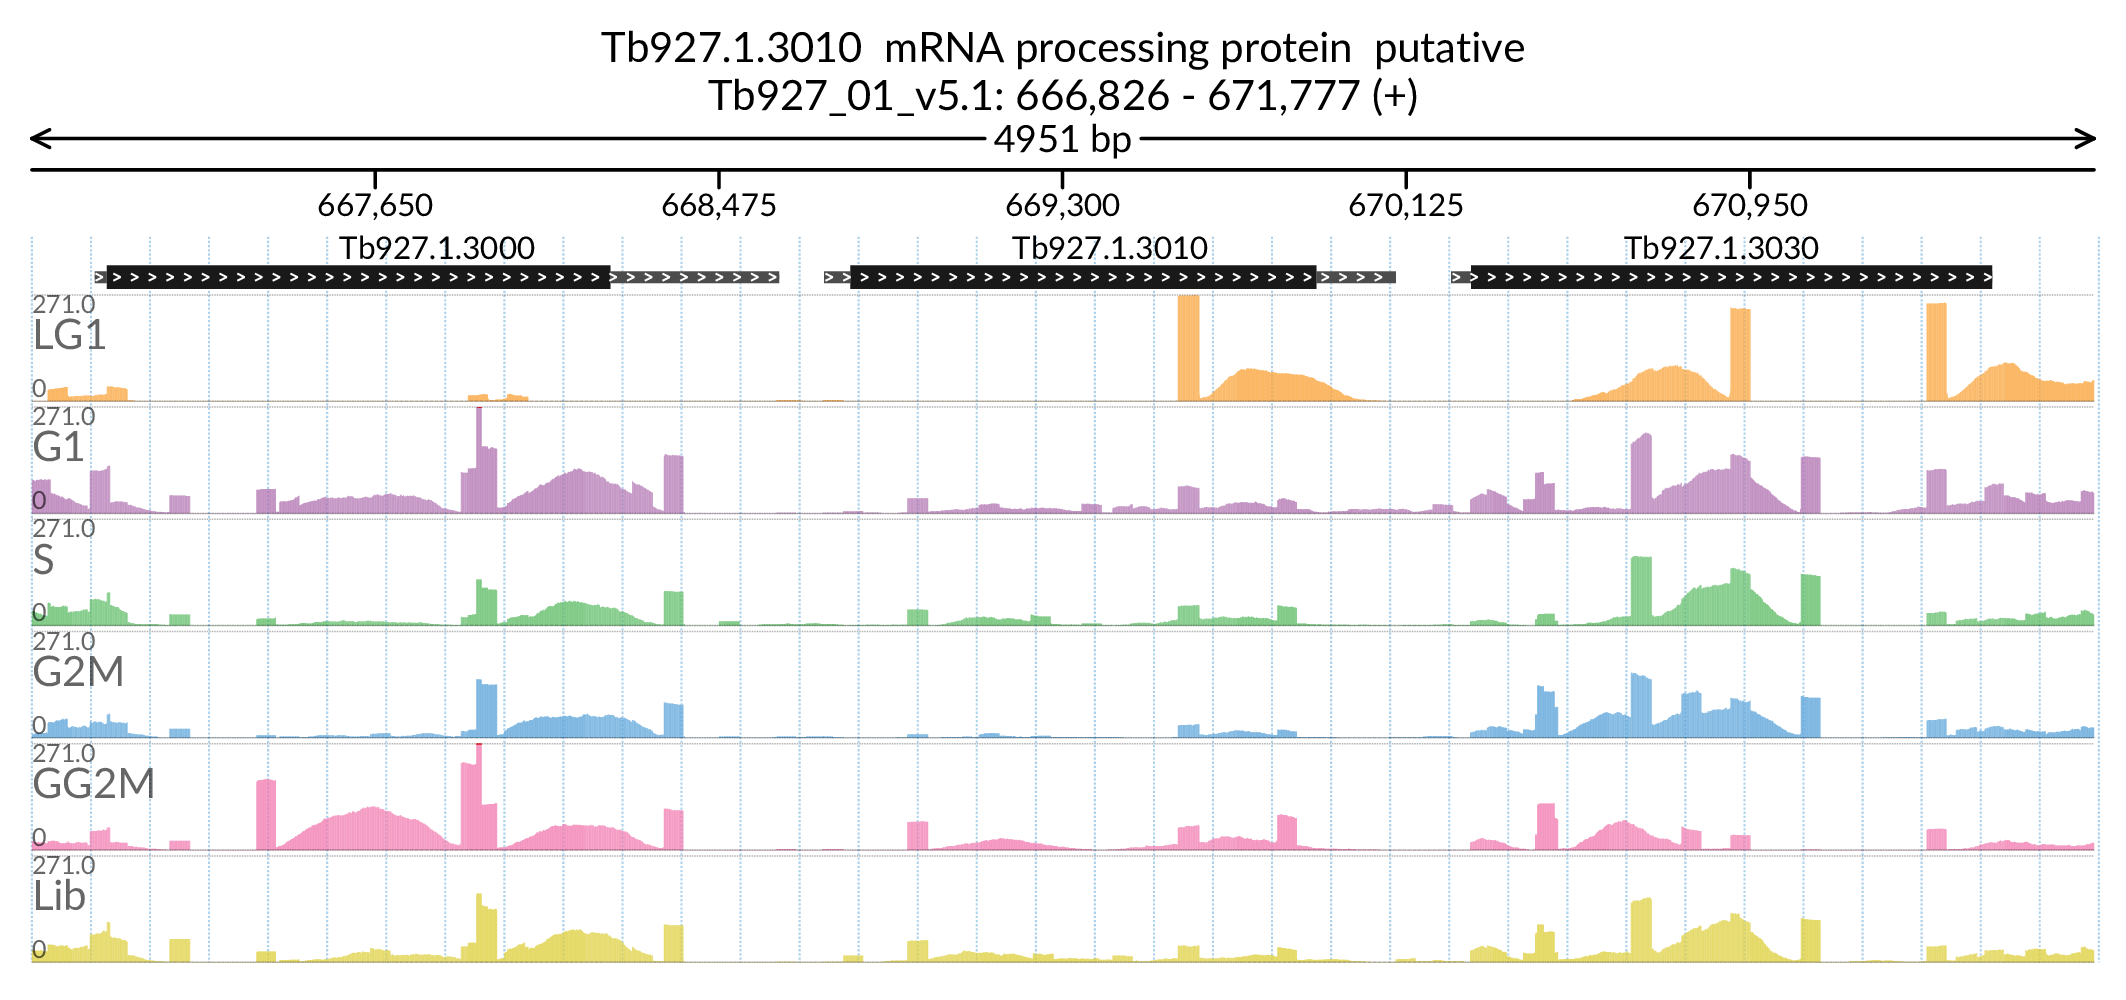 Tb927.1.3010  mRNA processing protein  putative
Tb927_01_v5.1: 666,826 - 671,777 (+)
4951 bp
667,650 668,475 669,300 670,125 670,950
Tb927.1.3000 Tb927.1.3010 Tb927.1.3030
271.0
LG1
0
271.0
G1
0
271.0
S
0
271.0
G2M
0
271.0
GG2M
0
271.0
Lib
0